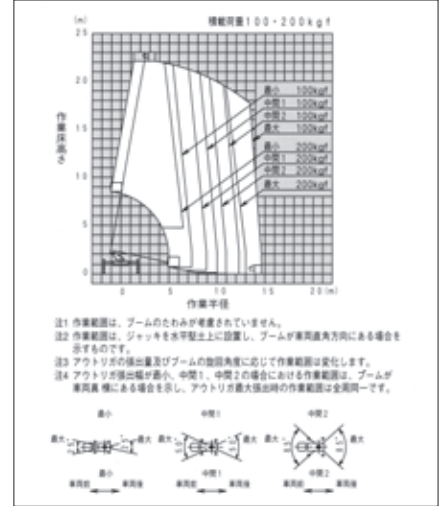 (m)
積載荷重100・200kgf
25
20
15
10
5
0
作業床高さ
最小 100kgf
中間1 100kgf
中間2 100kgf
最大 100kgf
最小 200kgf
中間1 200kgf
中間2 200kgf
最大 200kgf
0 5 10 15 20(m)
作業半径
注1 作業範囲は、ブームのたわみが考慮されていません。
注2 作業範囲は、ジャッキを水平堅土上に設置し、ブームが車両直角方向にある場合を
示すものです。
注3 アウトリガの張出量及びブームの旋回角度に応じて作業範囲は変化します。
注4 アウトリガ張出幅が最小、中間1、中間2の場合における作業範囲は、ブームが
車両真横にある場合を示し、アウトリガ最大張出時の作業範囲は全周同一です。
最小 中間1 中間2
最大 最大 最大 最大 最大 最大
最小 中間1 中間2
車両前 車両後 車両前 車両後 車両前 車両後